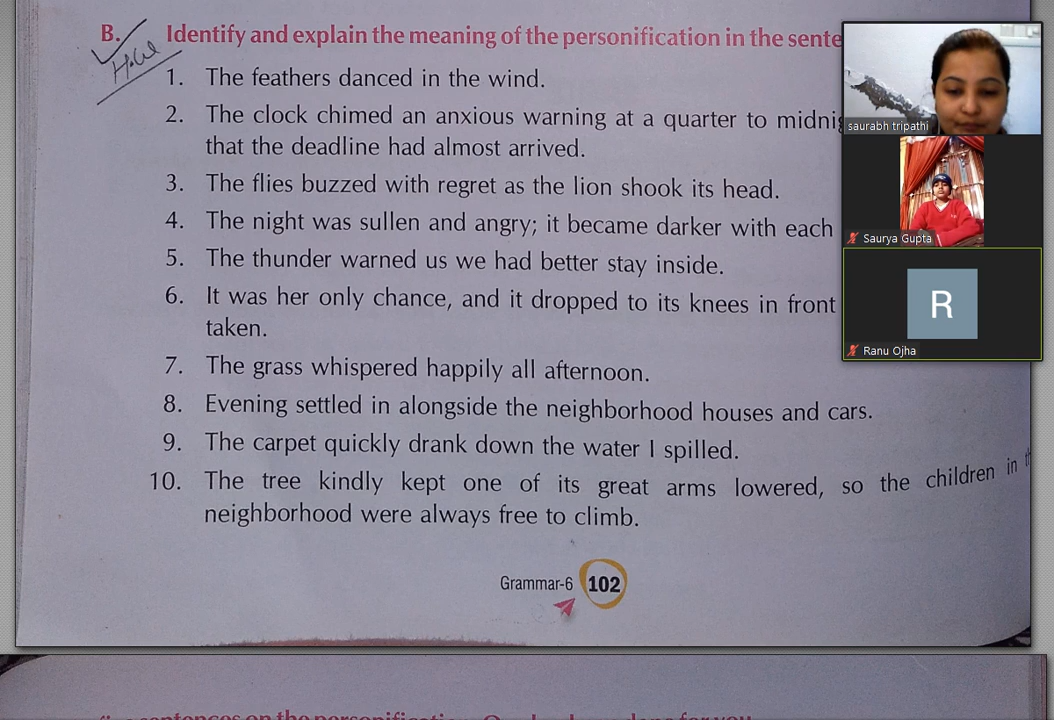 B. Identify and explain the meaning of the personification in the sente
H.W
1. The feathers danced in the wind.
2. The clock chimed an anxious warning at a quarter to midnig
that the deadline had almost arrived.
3. The flies buzzed with regret as the lion shook its head.
4. The night was sullen and angry; it became darker with each
5. The thunder warned us we had better stay inside.
6. It was her only chance, and it dropped to its knees in front
taken.
7. The grass whispered happily all afternoon.
8. Evening settled in alongside the neighborhood houses and cars.
9. The carpet quickly drank down the water I spilled.
10. The tree kindly kept one of its great arms lowered, so the children in
neighborhood were always free to climb.
Grammar-6 102
saurabh tripathi
Saurya Gupta
R
Ranu Ojha